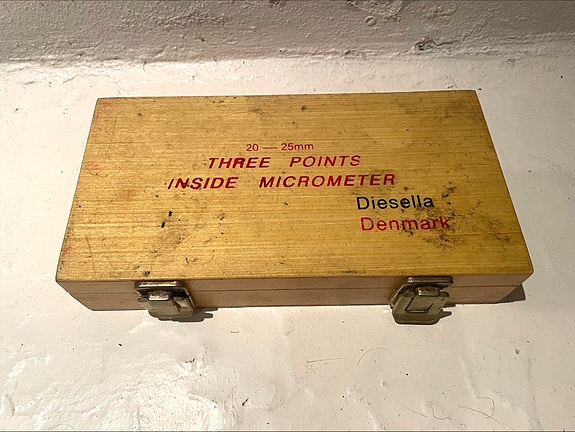 20 — 25mm
THREE POINTS
INSIDE MICROMETER
Diesella
Denmark